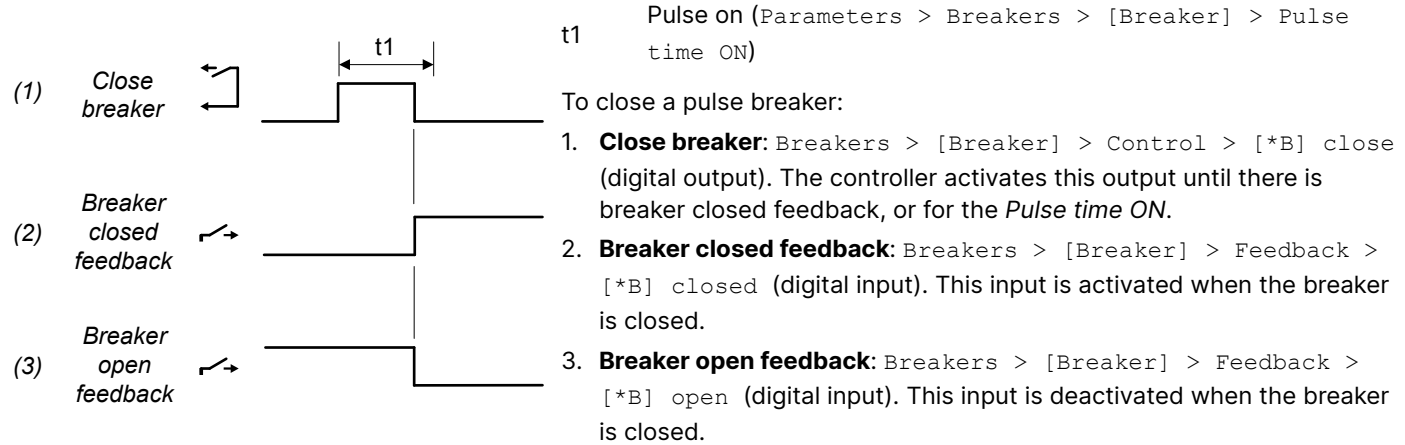 t1
(1)
Close
breaker
(2)
Breaker
closed
feedback
(3)
Breaker
open
feedback
t1
Pulse on (Parameters > Breakers > [Breaker] > Pulse
time ON)
To close a pulse breaker:
1. Close breaker: Breakers > [Breaker] > Control > [*B] close
(digital output). The controller activates this output until there is
breaker closed feedback, or for the Pulse time ON.
2. Breaker closed feedback: Breakers > [Breaker] > Feedback >
[*B] closed (digital input). This input is activated when the breaker
is closed.
3. Breaker open feedback: Breakers > [Breaker] > Feedback >
[*B] open (digital input). This input is deactivated when the breaker
is closed.